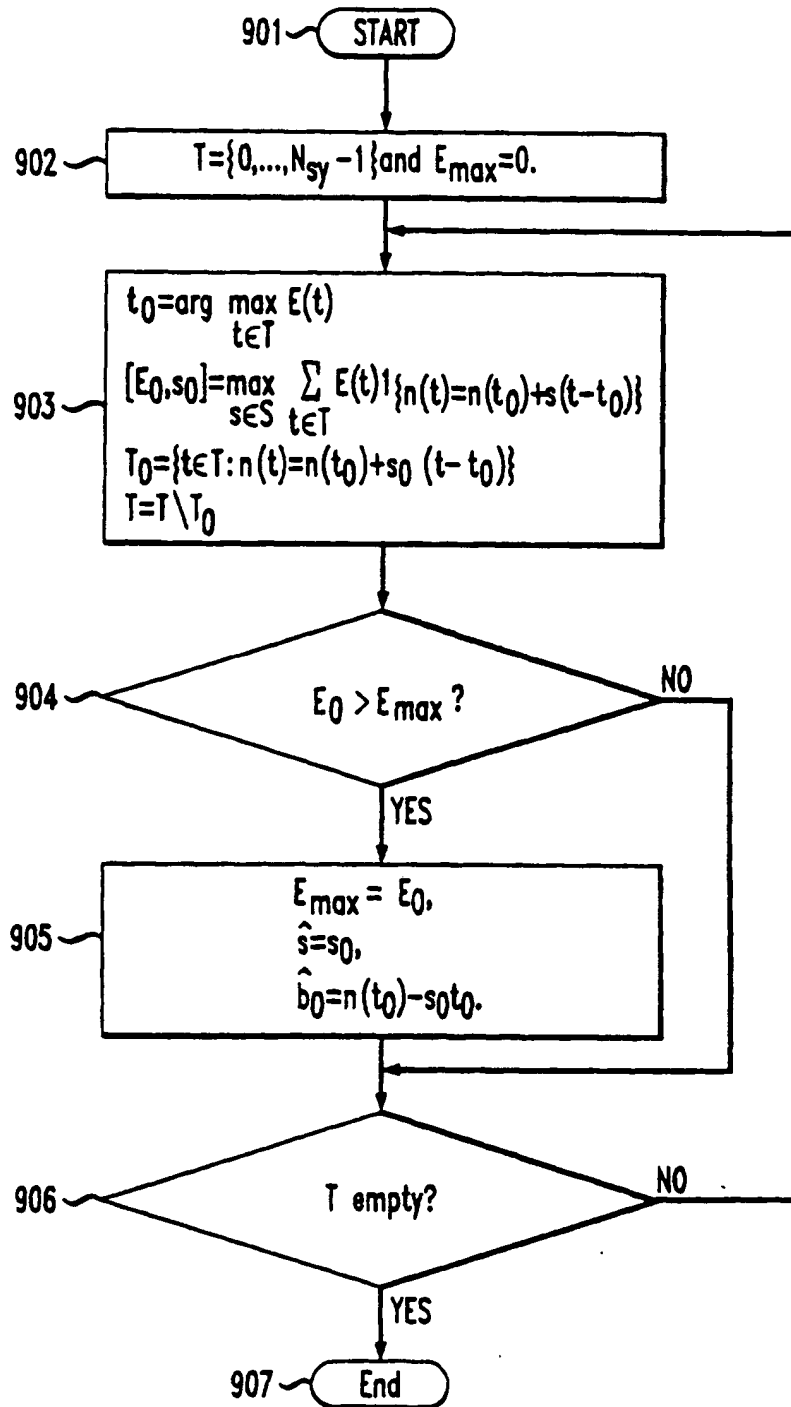 901 START
902 T={0,...,N_sy -1}and E_max=0.
903
t_0=arg max E(t)
t∈T
[E_0,s_0]=max ∑ E(t)1{n(t)=n(t_0)+s(t-t_0)}
s∈S t∈T
T_0={t∈T:n(t)=n(t_0)+s_0 (t-t_0)}
T=T\T_0
904 E_0 > E_max ?
NO
YES
905
E_max = E_0,
ŝ=s_0,
b̂_0=n(t_0)-s_0t_0.
906 T empty?
NO
YES
907 End